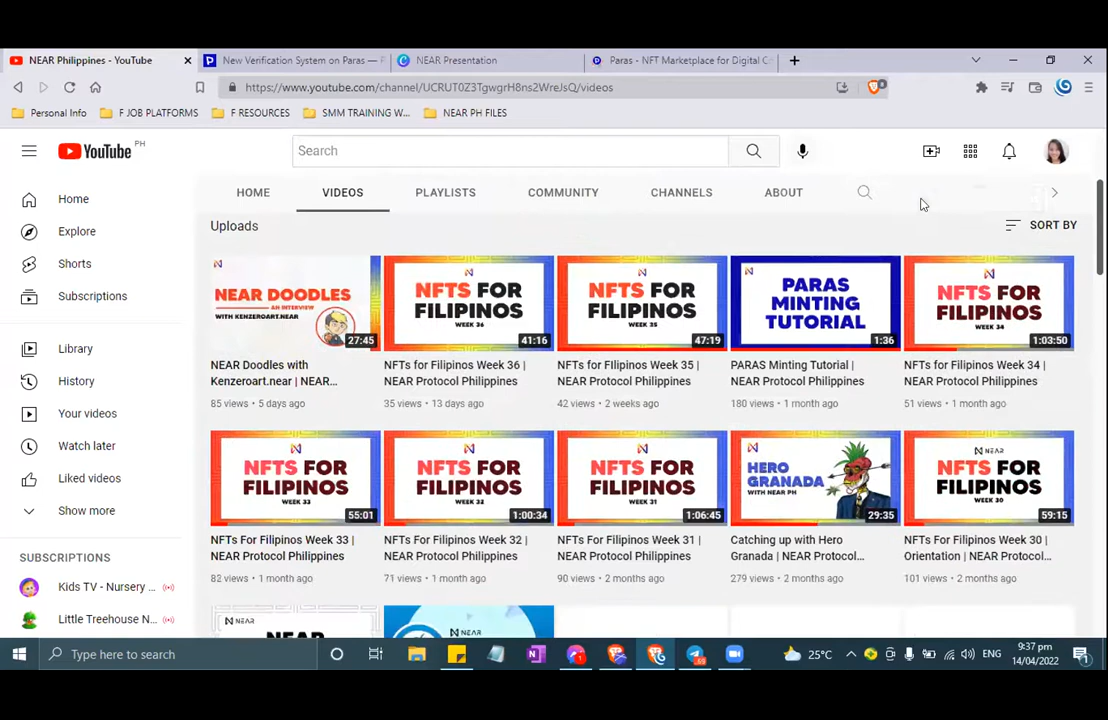 NEAR Philippines - YouTube
New Verification System on Paras — P
NEAR Presentation
Paras - NFT Marketplace for Digital C
https://www.youtube.com/channel/UCRUT0Z3TgwgrH8ns2WreJsQ/videos
Personal Info
F JOB PLATFORMS
F RESOURCES
SMM TRAINING W...
NEAR PH FILES
YouTube PH
Search
HOME
VIDEOS
PLAYLISTS
COMMUNITY
CHANNELS
ABOUT
Home
Explore
Shorts
Subscriptions
Library
History
Your videos
Watch later
Liked videos
Show more
SUBSCRIPTIONS
Kids TV - Nursery ...
Little Treehouse N...
Uploads
SORT BY
NEAR DOODLES
AN INTERVIEW
WITH KENZEROART.NEAR
27:45
NEAR Doodles with
Kenzeroart.near | NEAR...
85 views • 5 days ago
NFTS FOR
FILIPINOS
WEEK 36
41:16
NFTs for Filipinos Week 36 |
NEAR Protocol Philippines
35 views • 13 days ago
NFTS FOR
FILIPINOS
WEEK 35
47:19
NFTs for Filipinos Week 35 |
NEAR Protocol Philippines
42 views • 2 weeks ago
PARAS
MINTING
TUTORIAL
1:36
PARAS Minting Tutorial |
NEAR Protocol Philippines
180 views • 1 month ago
NFTS FOR
FILIPINOS
WEEK 34
1:03:50
NFTs for Filipinos Week 34 |
NEAR Protocol Philippines
51 views • 1 month ago
NFTS FOR
FILIPINOS
WEEK 33
55:01
NFTs For Filipinos Week 33 |
NEAR Protocol Philippines
82 views • 1 month ago
NFTS FOR
FILIPINOS
WEEK 32
1:00:34
NFTs For Filipinos Week 32 |
NEAR Protocol Philippines
71 views • 1 month ago
NFTS FOR
FILIPINOS
WEEK 31
1:06:45
NFTs For Filipinos Week 31 |
NEAR Protocol Philippines
90 views • 2 months ago
HERO
GRANADA
WITH NEAR PH
29:35
Catching up with Hero
Granada | NEAR Protocol...
279 views • 2 months ago
NEAR
NFTS FOR
FILIPINOS
WEEK 30
59:15
NFTs For Filipinos Week 30 |
Orientation | NEAR Protocol...
101 views • 2 months ago
NEAR
NEAR
NEAR
Type here to search
25°C
ENG
9:37 pm
14/04/2022